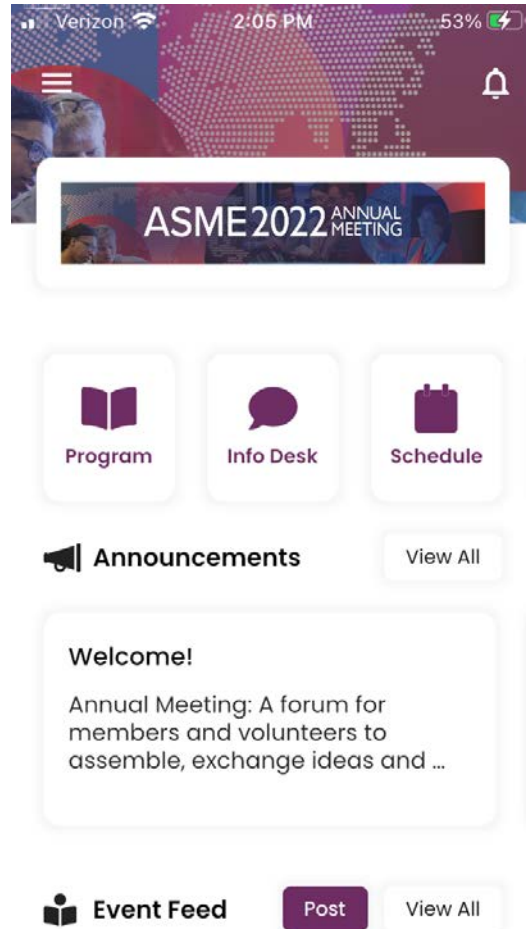 Verizon 2:05 PM 53%
ASME 2022 ANNUAL MEETING
Program Info Desk Schedule
Announcements View All
Welcome!
Annual Meeting: A forum for
members and volunteers to
assemble, exchange ideas and ...
Event Feed Post View All